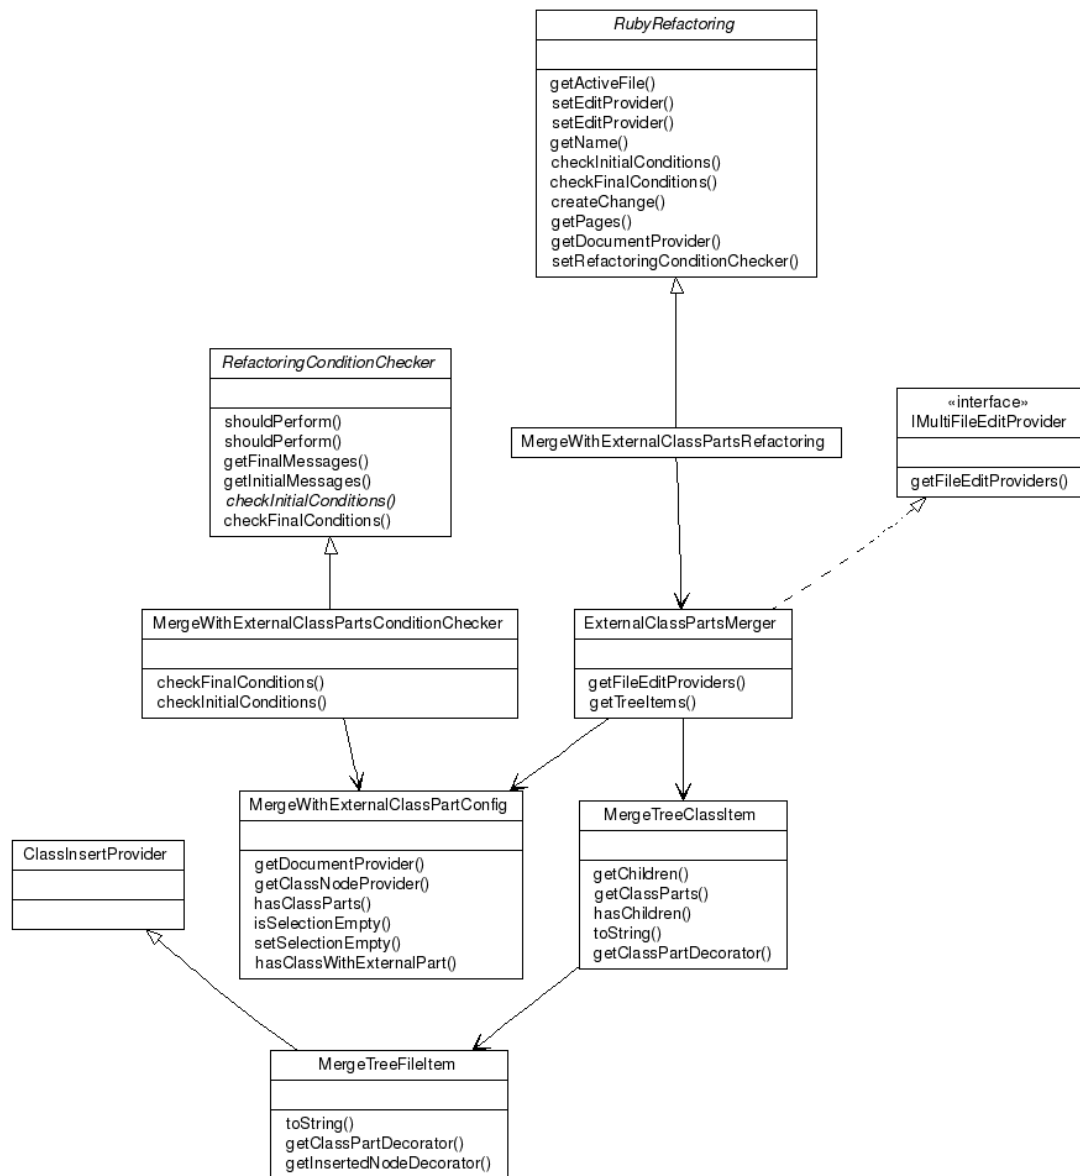 RubyRefactoring
getActiveFile()
setEditProvider()
setEditProvider()
getName()
checkInitialConditions()
checkFinalConditions()
createChange()
getPages()
getDocumentProvider()
setRefactoringConditionChecker()
RefactoringConditionChecker
shouldPerform()
shouldPerform()
getFinalMessages()
getInitialMessages()
checkInitialConditions()
checkFinalConditions()
MergeWithExternalClassPartsRefactoring
«interface»
IMultiFileEditProvider
getFileEditProviders()
MergeWithExternalClassPartsConditionChecker
checkFinalConditions()
checkInitialConditions()
ExternalClassPartsMerger
getFileEditProviders()
getTreeItems()
MergeWithExternalClassPartConfig
getDocumentProvider()
getClassNodeProvider()
hasClassParts()
isSelectionEmpty()
setSelectionEmpty()
hasClassWithExternalPart()
MergeTreeClassItem
getChildren()
getClassParts()
hasChildren()
toString()
getClassPartDecorator()
ClassInsertProvider
MergeTreeFileItem
toString()
getClassPartDecorator()
getInsertedNodeDecorator()